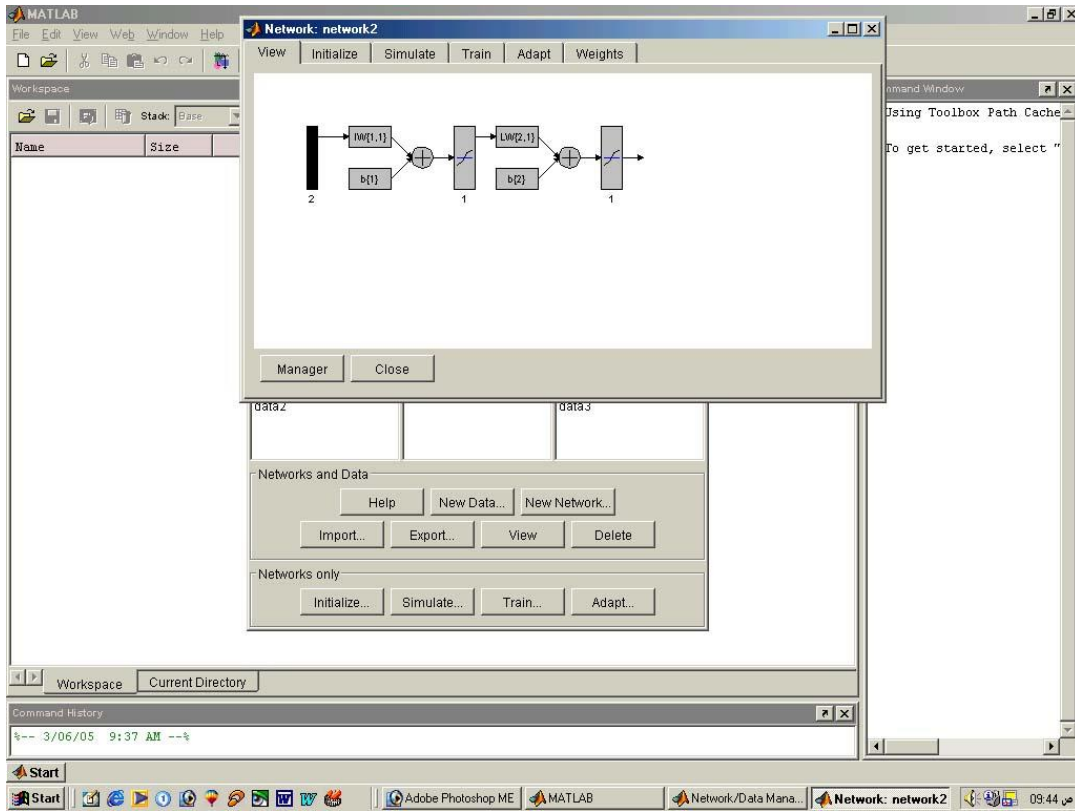 MATLAB
File Edit View Web Window Help
Workspace
Stack: Base
Name Size
Network: network2
View Initialize Simulate Train Adapt Weights
IW{1,1} LW{2,1}
b{1} b{2}
2 1 1
Manager Close
data2 data3
Networks and Data
Help New Data... New Network...
Import... Export... View Delete
Networks only
Initialize... Simulate... Train... Adapt...
mmand Window
Using Toolbox Path Cache
To get started, select "
Workspace Current Directory
Command History
%-- 3/06/05 9:37 AM --%
Start
Start Adobe Photoshop ME MATLAB Network/Data Mana... Network: network2 09:44 ص